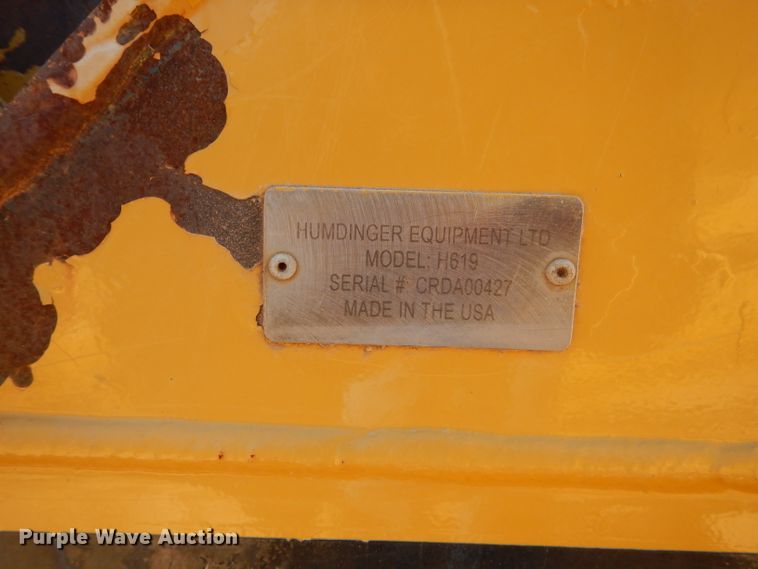 HUMDINGER EQUIPMENT LTD
MODEL: H619
SERIAL # CRDA00427
MADE IN THE USA
Purple Wave Auction